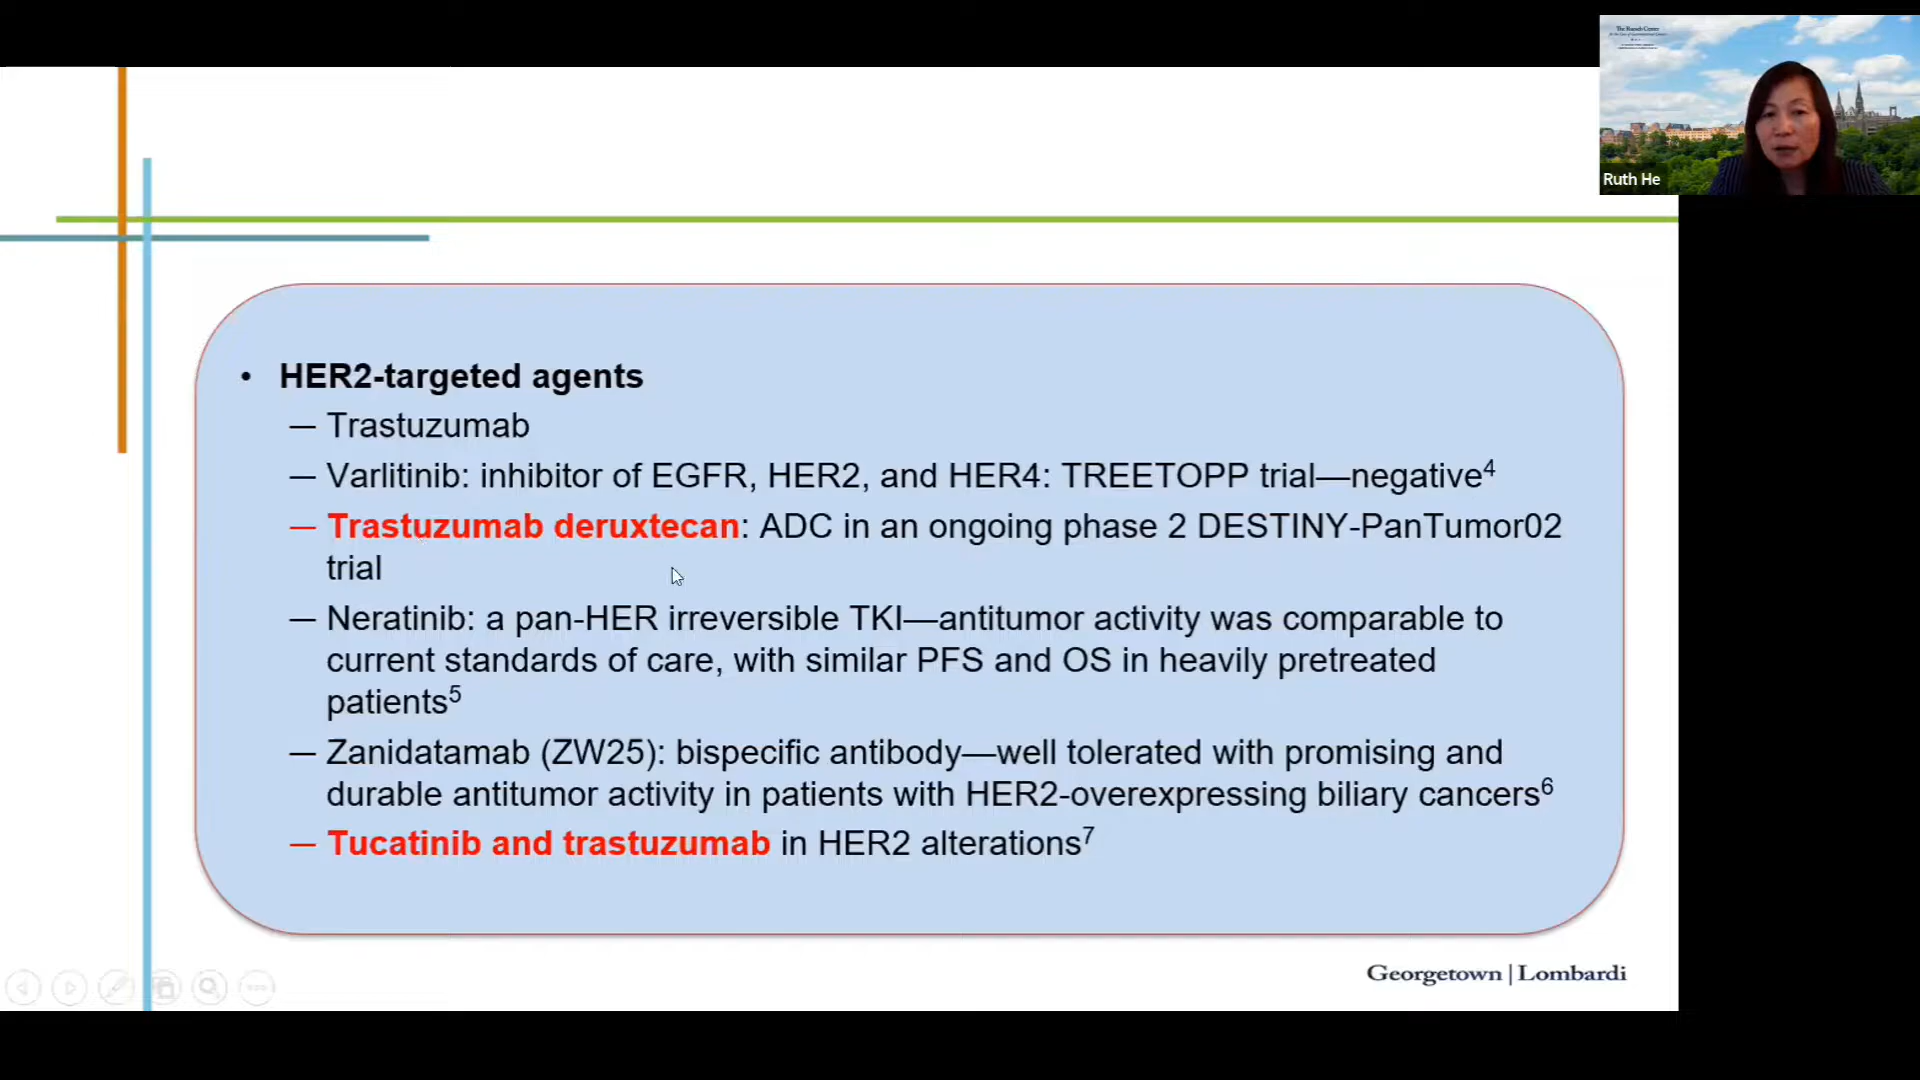 The Ruesch Center
Ruth He
• HER2-targeted agents
— Trastuzumab
— Varlitinib: inhibitor of EGFR, HER2, and HER4: TREETOPP trial—negative⁴
— Trastuzumab deruxtecan: ADC in an ongoing phase 2 DESTINY-PanTumor02
trial
— Neratinib: a pan-HER irreversible TKI—antitumor activity was comparable to
current standards of care, with similar PFS and OS in heavily pretreated
patients⁵
— Zanidatamab (ZW25): bispecific antibody—well tolerated with promising and
durable antitumor activity in patients with HER2-overexpressing biliary cancers⁶
— Tucatinib and trastuzumab in HER2 alterations⁷
Georgetown | Lombardi